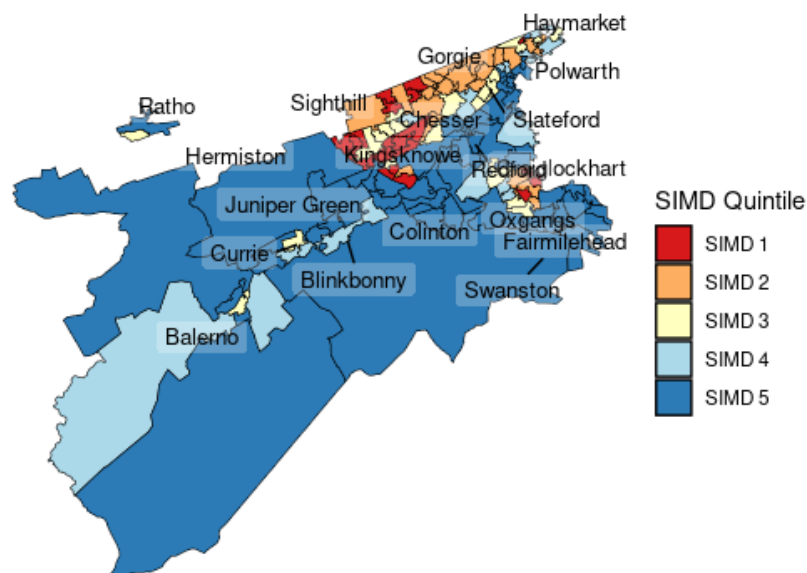 Haymarket
Gorgie
Polwarth
Ratho
Sighthill
Chesser
Slateford
Hermiston
Kingsknowe
Redford
lockhart
Juniper Green
Oxgangs
Colinton
Currie
Fairmilehead
Blinkbonny
Swanston
Balerno
SIMD Quintile
SIMD 1
SIMD 2
SIMD 3
SIMD 4
SIMD 5